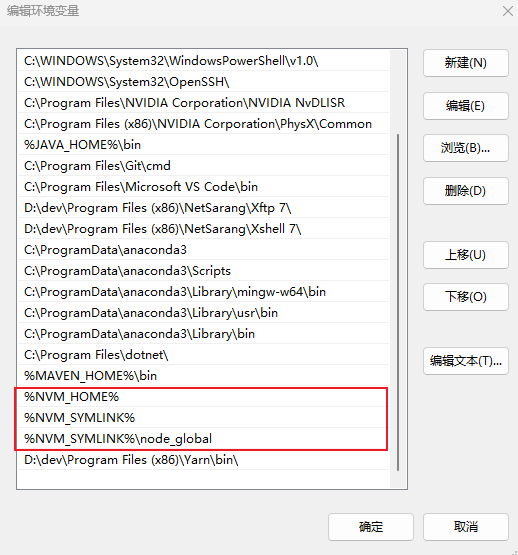 编辑环境变量
C:\WINDOWS\System32\WindowsPowerShell\v1.0\
C:\WINDOWS\System32\OpenSSH\
C:\Program Files\NVIDIA Corporation\NVIDIA NvDLISR
C:\Program Files (x86)\NVIDIA Corporation\PhysX\Common
%JAVA_HOME%\bin
C:\Program Files\Git\cmd
C:\Program Files\Microsoft VS Code\bin
D:\dev\Program Files (x86)\NetSarang\Xftp 7\
D:\dev\Program Files (x86)\NetSarang\Xshell 7\
C:\ProgramData\anaconda3
C:\ProgramData\anaconda3\Scripts
C:\ProgramData\anaconda3\Library\mingw-w64\bin
C:\ProgramData\anaconda3\Library\usr\bin
C:\ProgramData\anaconda3\Library\bin
C:\Program Files\dotnet\
%MAVEN_HOME%\bin
%NVM_HOME%
%NVM_SYMLINK%
%NVM_SYMLINK%\node_global
D:\dev\Program Files (x86)\Yarn\bin\
新建(N)
编辑(E)
浏览(B)...
删除(D)
上移(U)
下移(O)
编辑文本(T)...
确定
取消